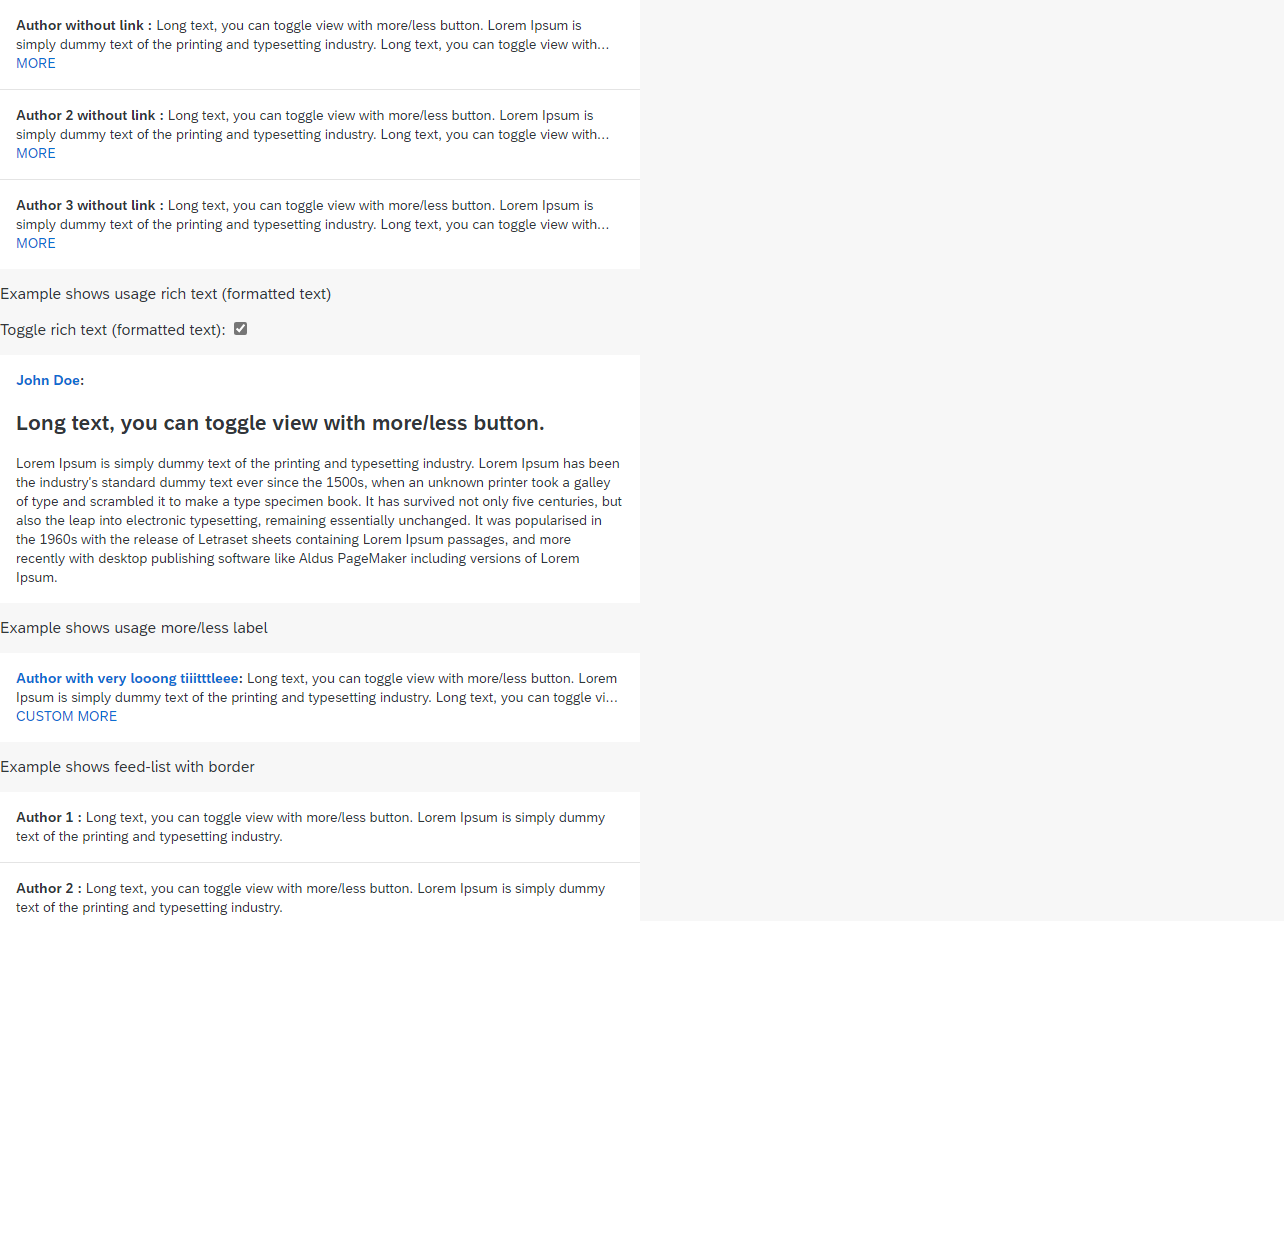 Author without link : Long text, you can toggle view with more/less button. Lorem Ipsum is
simply dummy text of the printing and typesetting industry. Long text, you can toggle view with...
MORE
Author 2 without link : Long text, you can toggle view with more/less button. Lorem Ipsum is
simply dummy text of the printing and typesetting industry. Long text, you can toggle view with...
MORE
Author 3 without link : Long text, you can toggle view with more/less button. Lorem Ipsum is
simply dummy text of the printing and typesetting industry. Long text, you can toggle view with...
MORE
Example shows usage rich text (formatted text)
Toggle rich text (formatted text):
John Doe:
Long text, you can toggle view with more/less button.
Lorem Ipsum is simply dummy text of the printing and typesetting industry. Lorem Ipsum has been
the industry's standard dummy text ever since the 1500s, when an unknown printer took a galley
of type and scrambled it to make a type specimen book. It has survived not only five centuries, but
also the leap into electronic typesetting, remaining essentially unchanged. It was popularised in
the 1960s with the release of Letraset sheets containing Lorem Ipsum passages, and more
recently with desktop publishing software like Aldus PageMaker including versions of Lorem
Ipsum.
Example shows usage more/less label
Author with very looong tiiitttleee: Long text, you can toggle view with more/less button. Lorem
Ipsum is simply dummy text of the printing and typesetting industry. Long text, you can toggle vi...
CUSTOM MORE
Example shows feed-list with border
Author 1 : Long text, you can toggle view with more/less button. Lorem Ipsum is simply dummy
text of the printing and typesetting industry.
Author 2 : Long text, you can toggle view with more/less button. Lorem Ipsum is simply dummy
text of the printing and typesetting industry.